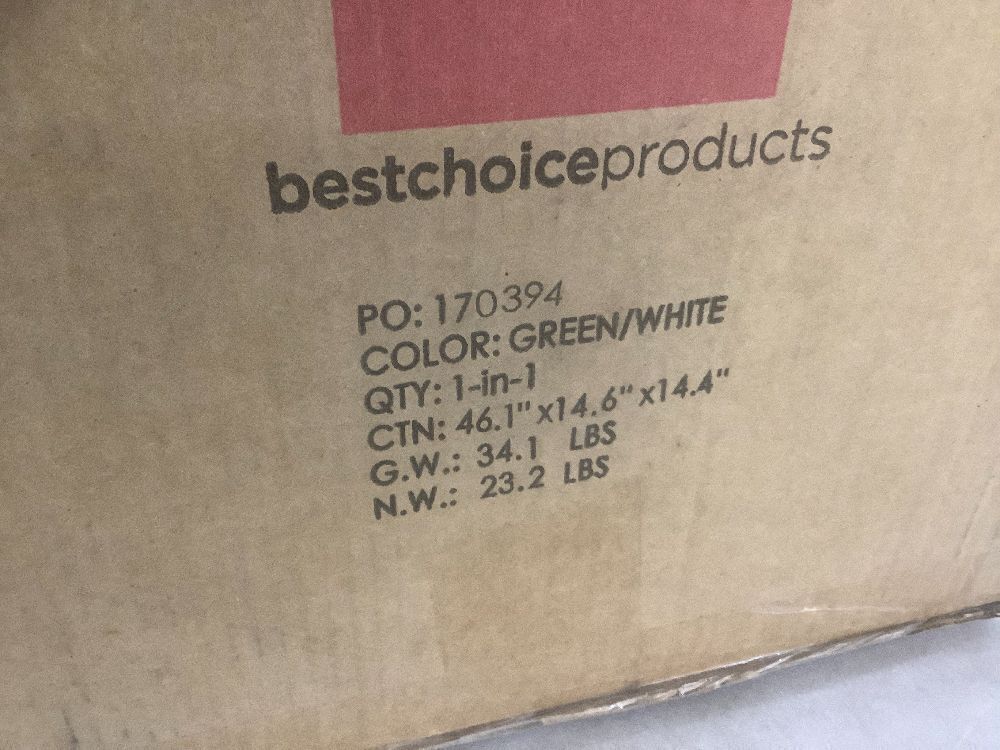 bestchoiceproducts
PO: 170394
COLOR: GREEN/WHITE
QTY: 1-in-1
CTN: 46.1"x14.6"x14.4"
G.W.: 34.1 LBS
N.W.: 23.2 LBS